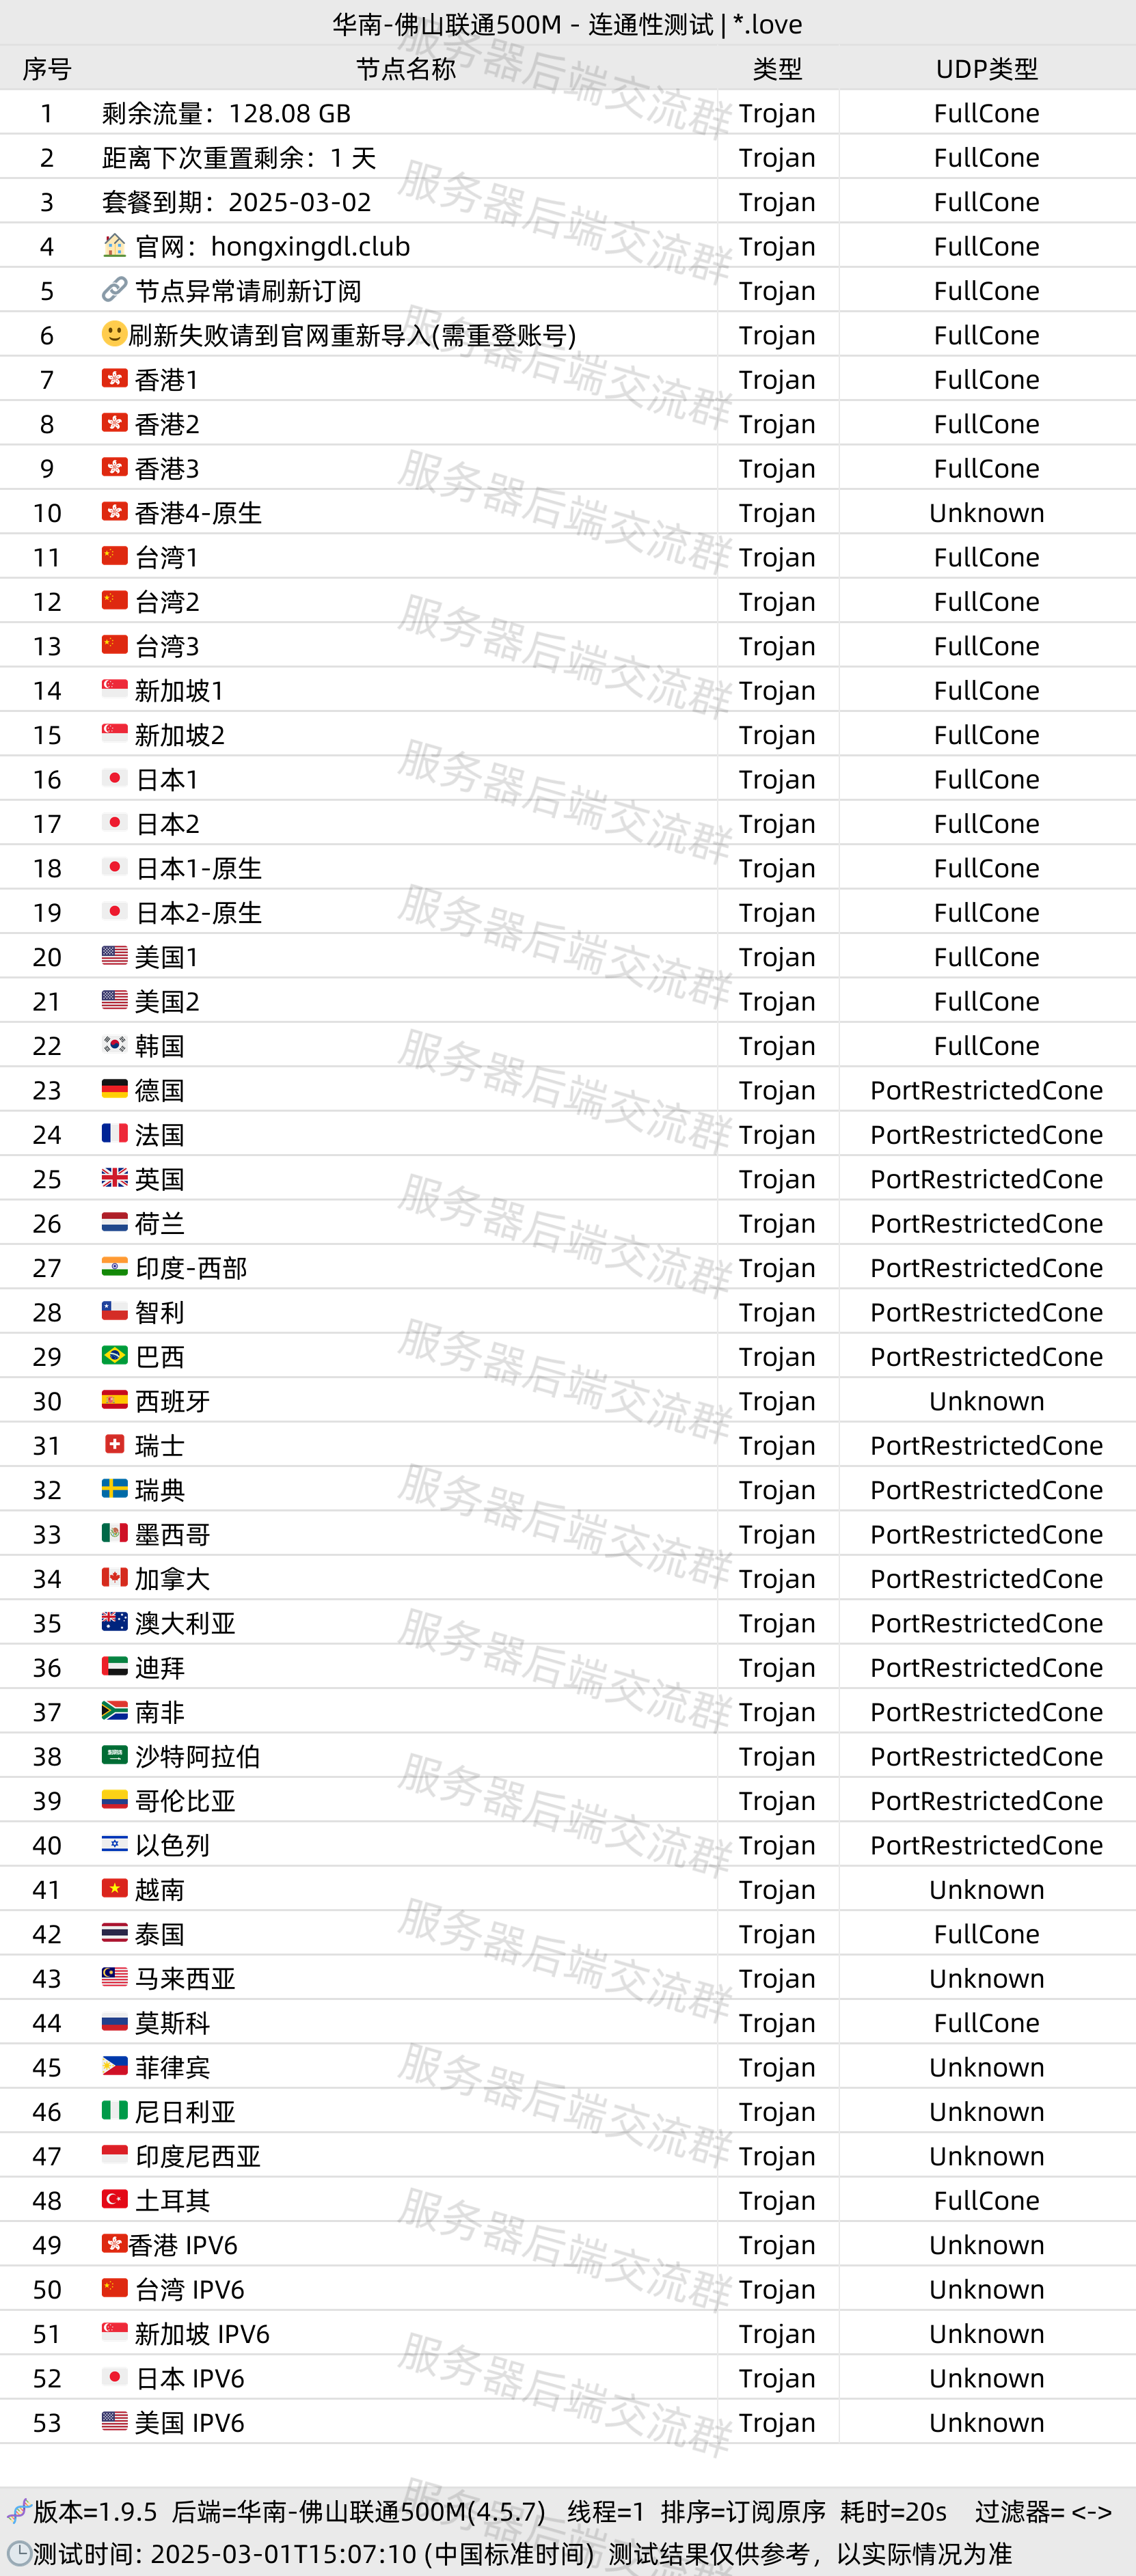 华南-佛山联通500M - 连通性测试 | *.love
序号 节点名称 类型 UDP类型
1 剩余流量：128.08 GB Trojan FullCone
2 距离下次重置剩余：1 天 Trojan FullCone
3 套餐到期：2025-03-02 Trojan FullCone
4 🏠 官网：hongxingdl.club Trojan FullCone
5 🔗 节点异常请刷新订阅 Trojan FullCone
6 🙂刷新失败请到官网重新导入(需重登账号) Trojan FullCone
7 🇭🇰 香港1 Trojan FullCone
8 🇭🇰 香港2 Trojan FullCone
9 🇭🇰 香港3 Trojan FullCone
10 🇭🇰 香港4-原生 Trojan Unknown
11 🇨🇳 台湾1 Trojan FullCone
12 🇨🇳 台湾2 Trojan FullCone
13 🇨🇳 台湾3 Trojan FullCone
14 🇸🇬 新加坡1 Trojan FullCone
15 🇸🇬 新加坡2 Trojan FullCone
16 🇯🇵 日本1 Trojan FullCone
17 🇯🇵 日本2 Trojan FullCone
18 🇯🇵 日本1-原生 Trojan FullCone
19 🇯🇵 日本2-原生 Trojan FullCone
20 🇺🇸 美国1 Trojan FullCone
21 🇺🇸 美国2 Trojan FullCone
22 🇰🇷 韩国 Trojan FullCone
23 🇩🇪 德国 Trojan PortRestrictedCone
24 🇫🇷 法国 Trojan PortRestrictedCone
25 🇬🇧 英国 Trojan PortRestrictedCone
26 🇳🇱 荷兰 Trojan PortRestrictedCone
27 🇮🇳 印度-西部 Trojan PortRestrictedCone
28 🇨🇱 智利 Trojan PortRestrictedCone
29 🇧🇷 巴西 Trojan PortRestrictedCone
30 🇪🇸 西班牙 Trojan Unknown
31 🇨🇭 瑞士 Trojan PortRestrictedCone
32 🇸🇪 瑞典 Trojan PortRestrictedCone
33 🇲🇽 墨西哥 Trojan PortRestrictedCone
34 🇨🇦 加拿大 Trojan PortRestrictedCone
35 🇦🇺 澳大利亚 Trojan PortRestrictedCone
36 🇦🇪 迪拜 Trojan PortRestrictedCone
37 🇿🇦 南非 Trojan PortRestrictedCone
38 🇸🇦 沙特阿拉伯 Trojan PortRestrictedCone
39 🇨🇴 哥伦比亚 Trojan PortRestrictedCone
40 🇮🇱 以色列 Trojan PortRestrictedCone
41 🇻🇳 越南 Trojan Unknown
42 🇹🇭 泰国 Trojan FullCone
43 🇲🇾 马来西亚 Trojan Unknown
44 🇷🇺 莫斯科 Trojan FullCone
45 🇵🇭 菲律宾 Trojan Unknown
46 🇳🇬 尼日利亚 Trojan Unknown
47 🇮🇩 印度尼西亚 Trojan Unknown
48 🇹🇷 土耳其 Trojan FullCone
49 🇭🇰香港 IPV6 Trojan Unknown
50 🇨🇳 台湾 IPV6 Trojan Unknown
51 🇸🇬 新加坡 IPV6 Trojan Unknown
52 🇯🇵 日本 IPV6 Trojan Unknown
53 🇺🇸 美国 IPV6 Trojan Unknown
🧬版本=1.9.5 后端=华南-佛山联通500M(4.5.7) 线程=1 排序=订阅原序 耗时=20s 过滤器= <->
🕒测试时间: 2025-03-01T15:07:10 (中国标准时间) 测试结果仅供参考，以实际情况为准
服务器后端交流群